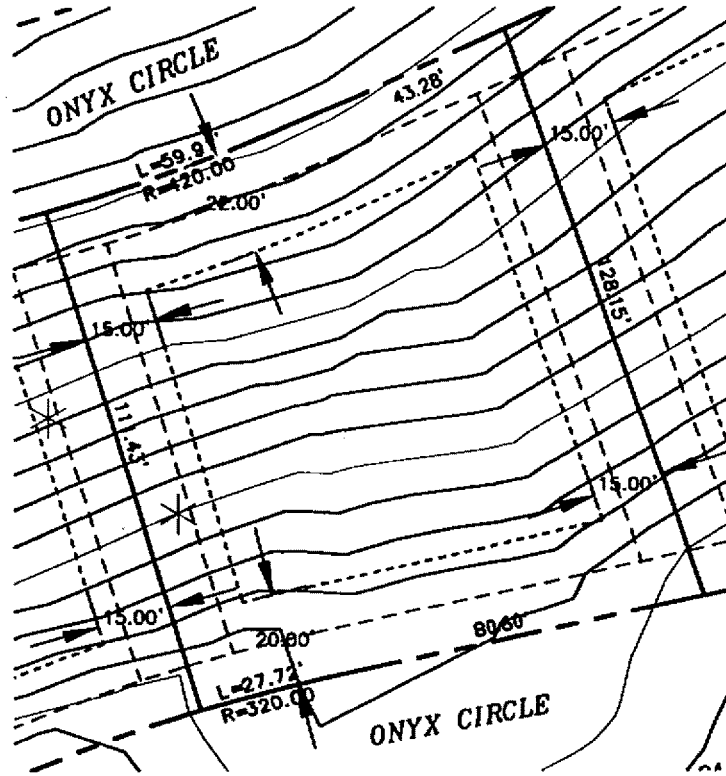 ONYX CIRCLE
43.28'
L=59.9
R=420.00
22.00'
15.00'
15.00'
128.15'
111.43'
15.00'
15.00'
20.00'
80.60'
L=27.72'
R=320.00
ONYX CIRCLE